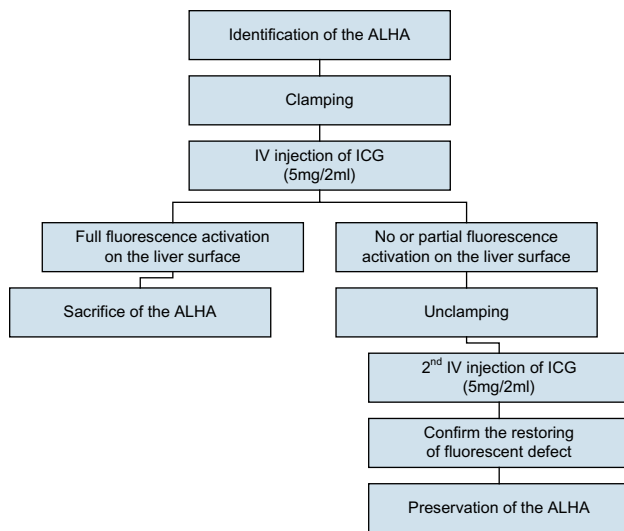 Identification of the ALHA
Clamping
IV injection of ICG
(5mg/2ml)
Full fluorescence activation
on the liver surface
No or partial fluorescence
activation on the liver surface
Sacrifice of the ALHA
Unclamping
2nd IV injection of ICG
(5mg/2ml)
Confirm the restoring
of fluorescent defect
Preservation of the ALHA